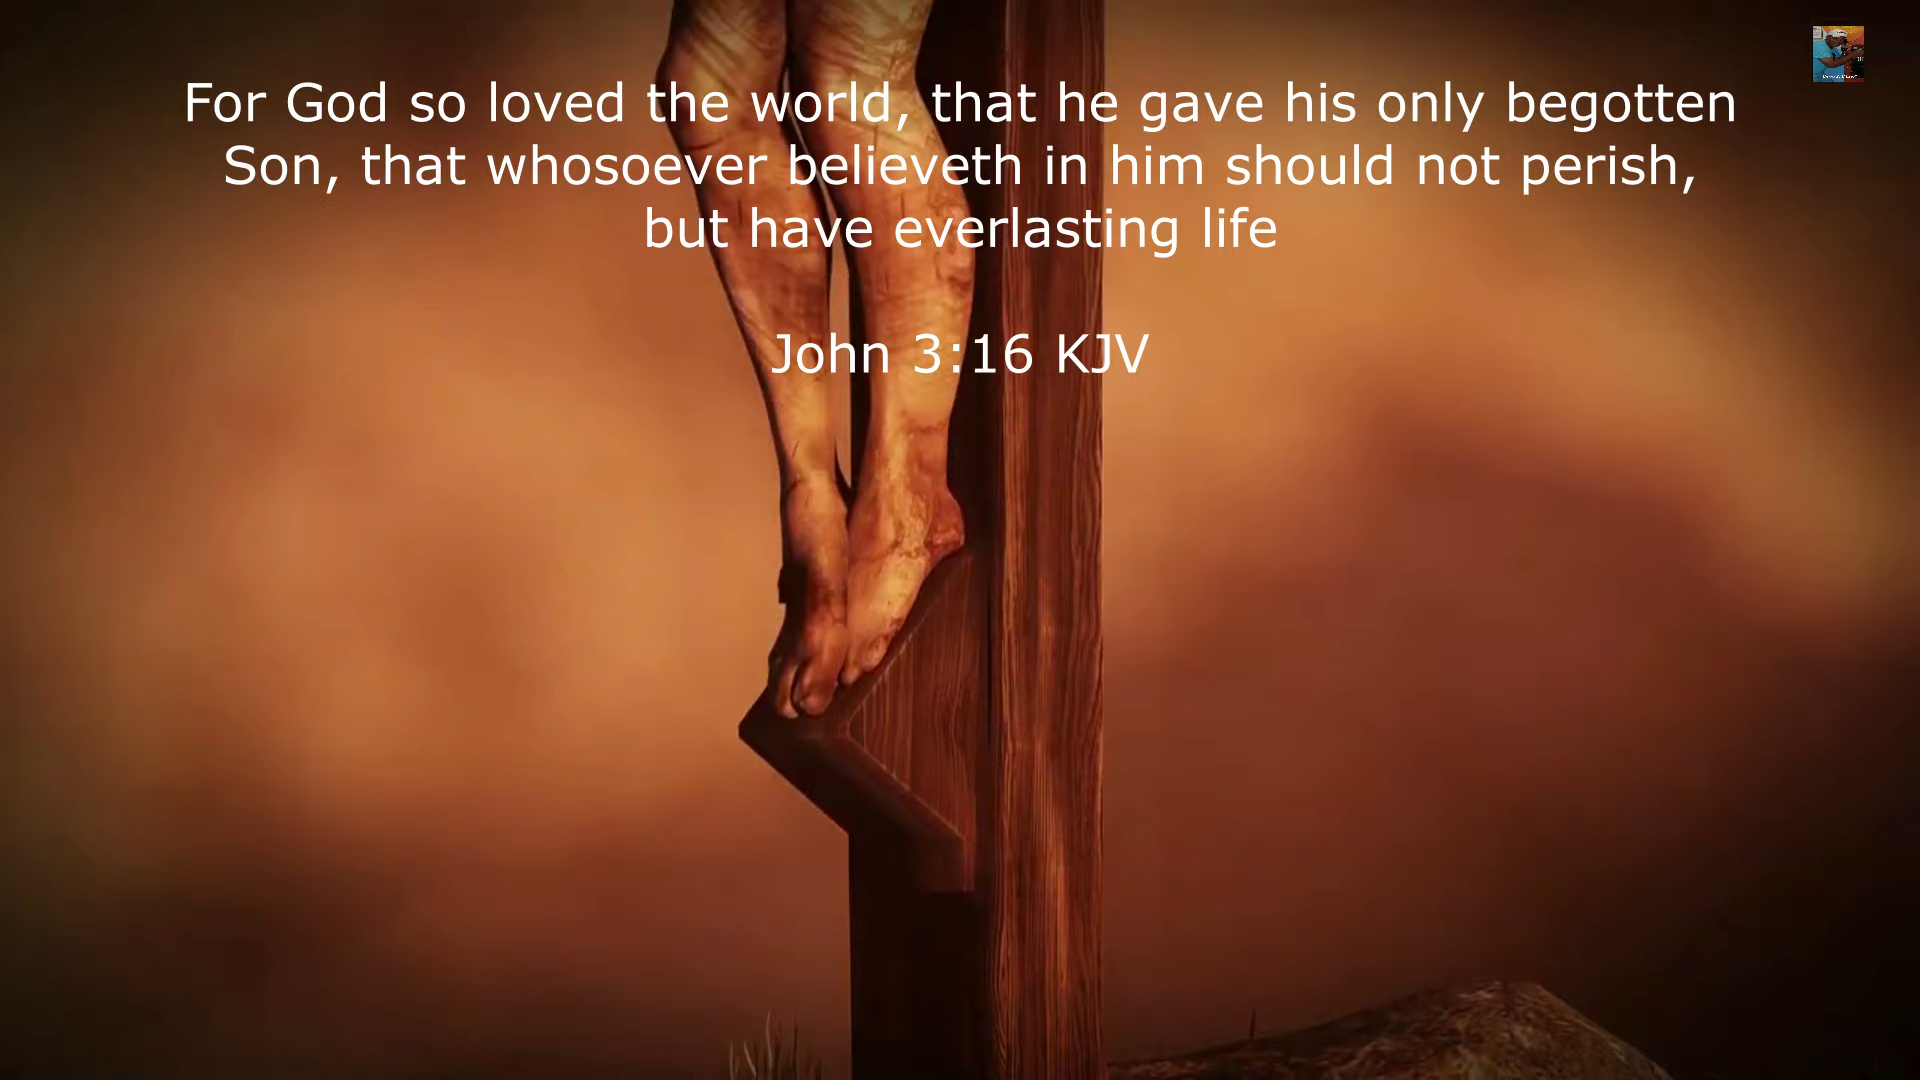 For God so loved the world, that he gave his only begotten
Son, that whosoever believeth in him should not perish,
but have everlasting life
John 3:16 KJV